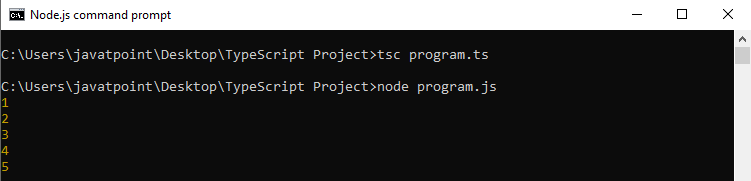 Node.js command prompt
C:\Users\javatpoint\Desktop\TypeScript Project>tsc program.ts
C:\Users\javatpoint\Desktop\TypeScript Project>node program.js
1
2
3
4
5